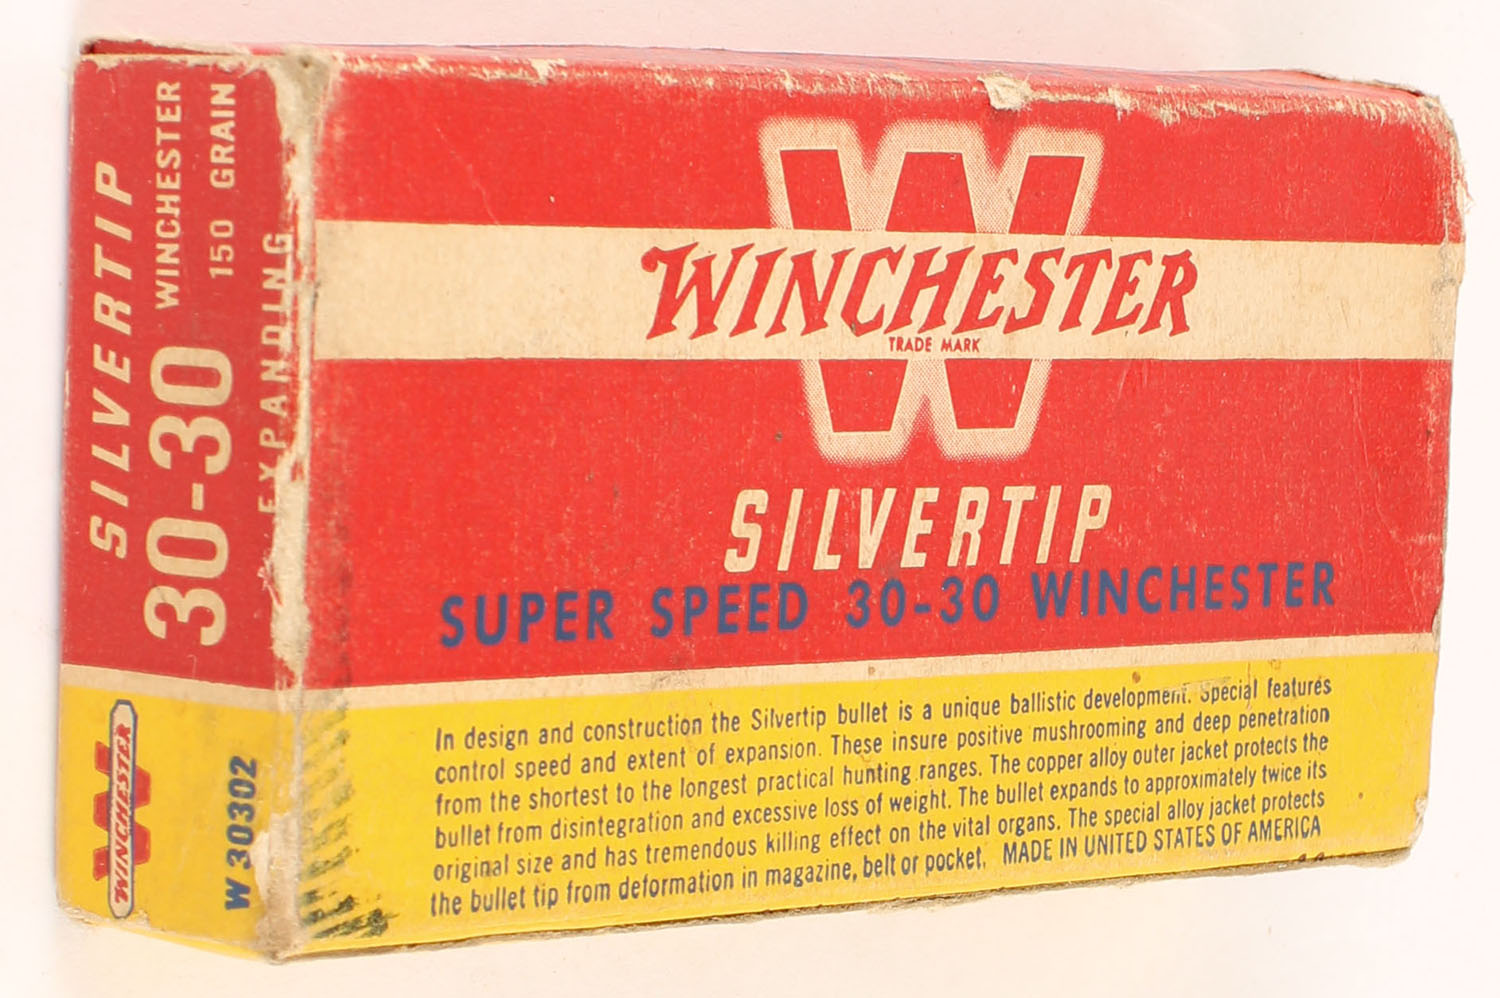 SILVERTIP
30-30 WINCHESTER
150 GRAIN
EXPANDING
WINCHESTER
W 30302
W
WINCHESTER
TRADE MARK
SILVERTIP
SUPER SPEED 30-30 WINCHESTER
In design and construction the Silvertip bullet is a unique ballistic development. Special features
control speed and extent of expansion. These insure positive mushrooming and deep penetration
from the shortest to the longest practical hunting ranges. The copper alloy outer jacket protects the
bullet from disintegration and excessive loss of weight. The bullet expands to approximately twice its
original size and has tremendous killing effect on the vital organs. The special alloy jacket protects
the bullet tip from deformation in magazine, belt or pocket. MADE IN UNITED STATES OF AMERICA